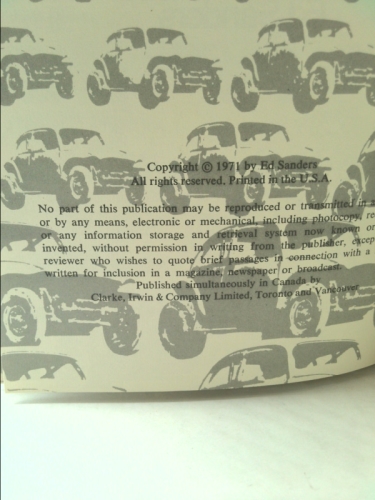 Copyright © 1971 by Ed Sanders
All rights reserved. Printed in the U.S.A.
No part of this publication may be reproduced or transmitted in a
or by any means, electronic or mechanical, including photocopy, re
or any information storage and retrieval system now known or
invented, without permission in writing from the publisher, excep
reviewer who wishes to quote brief passages in connection with a
written for inclusion in a magazine, newspaper or broadcast.
Published simultaneously in Canada by
Clarke, Irwin & Company Limited, Toronto and Vancouver